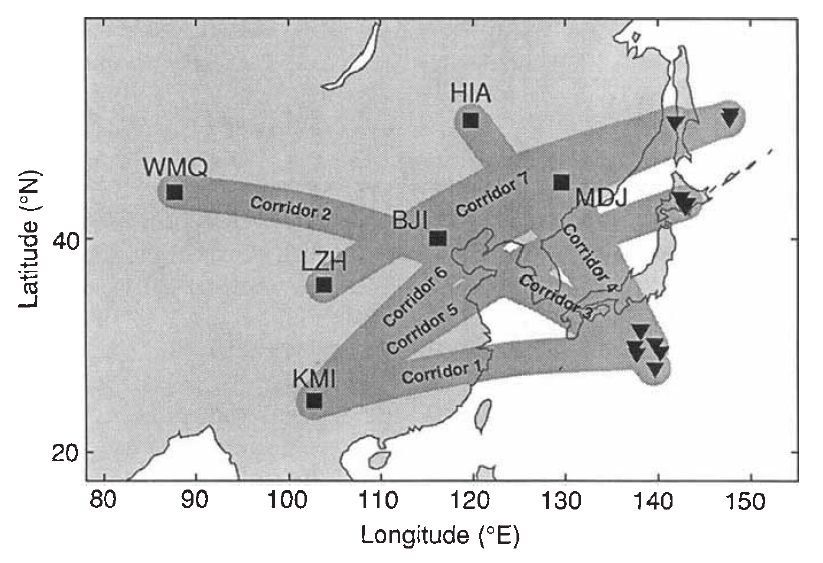 HIA
WMQ
Corridor 7
MDJ
Corridor 2
BJI
LZH
Corridor 4
Corridor 6
Corridor 3
Corridor 5
KMI
Corridor 1
40
20
Latitude (°N)
80 90 100 110 120 130 140 150
Longitude (°E)